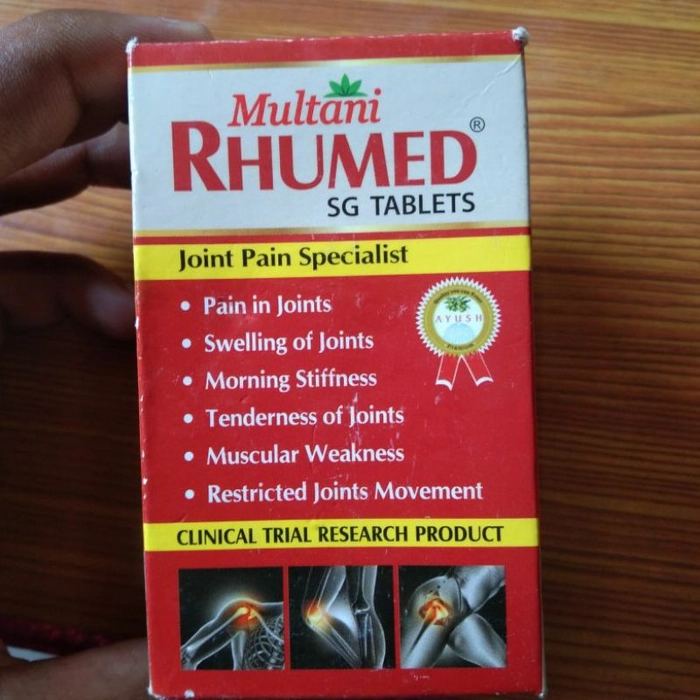 Multani
RHUMED®
SG TABLETS
Joint Pain Specialist
• Pain in Joints
• Swelling of Joints
• Morning Stiffness
• Tenderness of Joints
• Muscular Weakness
• Restricted Joints Movement
AYUSH
CLINICAL TRIAL RESEARCH PRODUCT